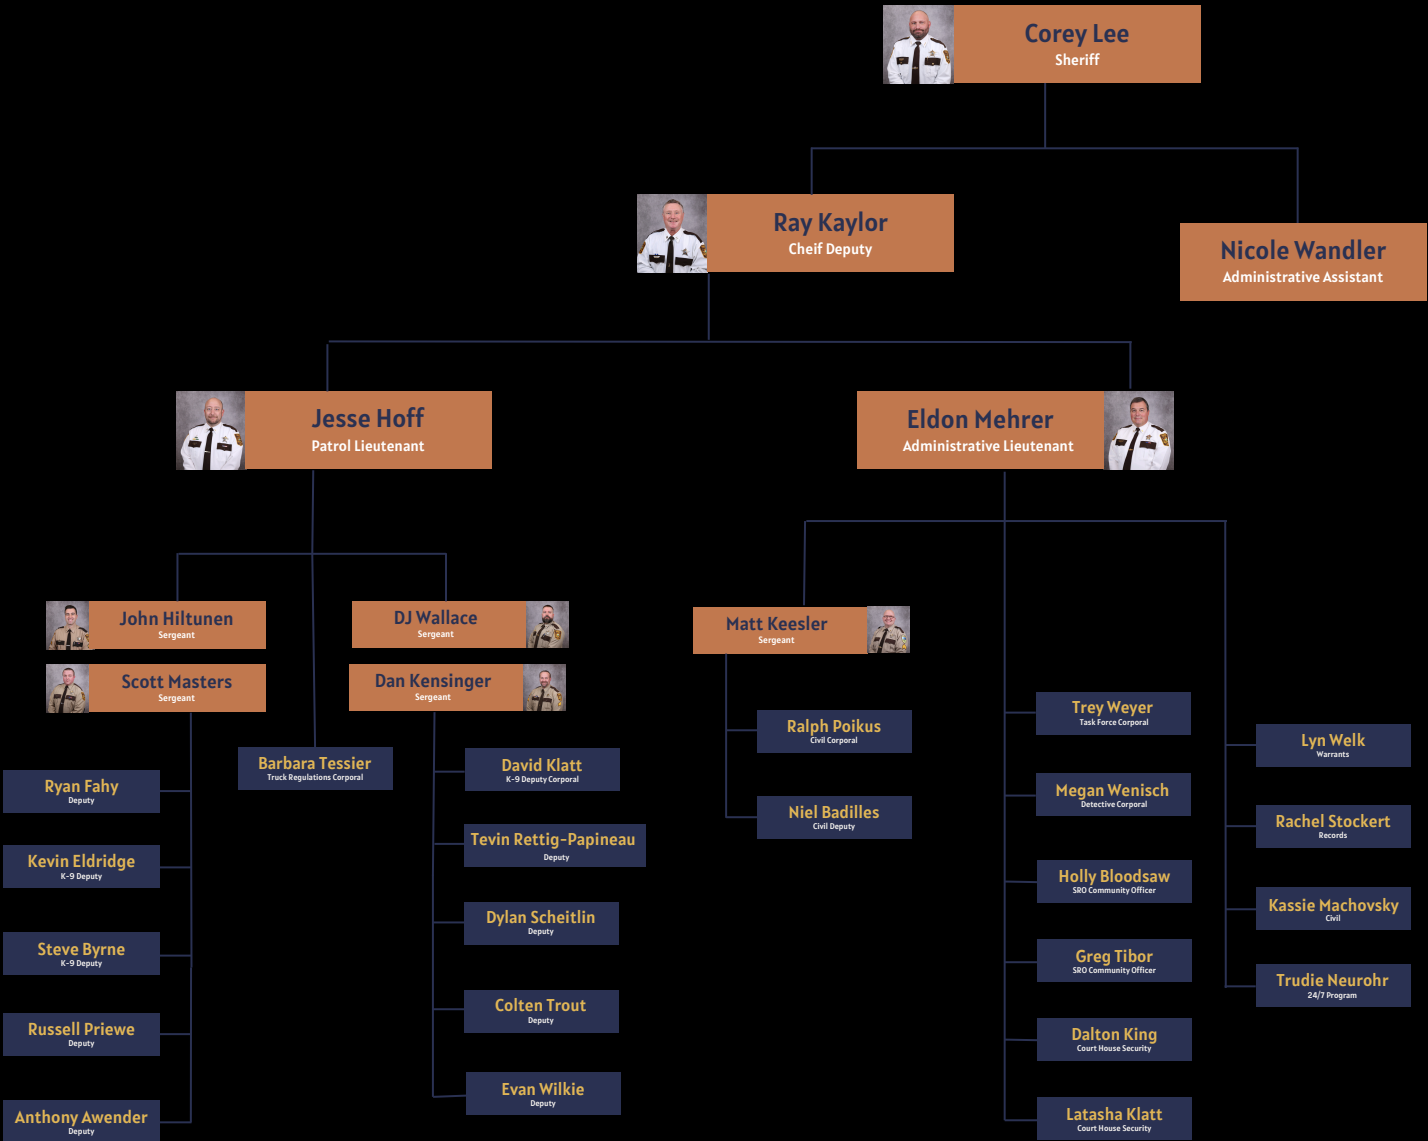 Corey Lee
Sheriff
Ray Kaylor
Cheif Deputy
Nicole Wandler
Administrative Assistant
Jesse Hoff
Patrol Lieutenant
Eldon Mehrer
Administrative Lieutenant
John Hiltunen
Sergeant
Scott Masters
Sergeant
DJ Wallace
Sergeant
Dan Kensinger
Sergeant
Matt Keesler
Sergeant
Barbara Tessier
Truck Regulations Corporal
Ryan Fahy
Deputy
Kevin Eldridge
K-9 Deputy
Steve Byrne
K-9 Deputy
Russell Priewe
Deputy
Anthony Awender
Deputy
David Klatt
K-9 Deputy Corporal
Tevin Rettig-Papineau
Deputy
Dylan Scheitlin
Deputy
Colten Trout
Deputy
Evan Wilkie
Deputy
Ralph Poikus
Civil Corporal
Niel Badilles
Civil Deputy
Trey Weyer
Task Force Corporal
Megan Wenisch
Detective Corporal
Holly Bloodsaw
SRO Community Officer
Greg Tibor
SRO Community Officer
Dalton King
Court House Security
Latasha Klatt
Court House Security
Lyn Welk
Warrants
Rachel Stockert
Records
Kassie Machovsky
Civil
Trudie Neurohr
24/7 Program